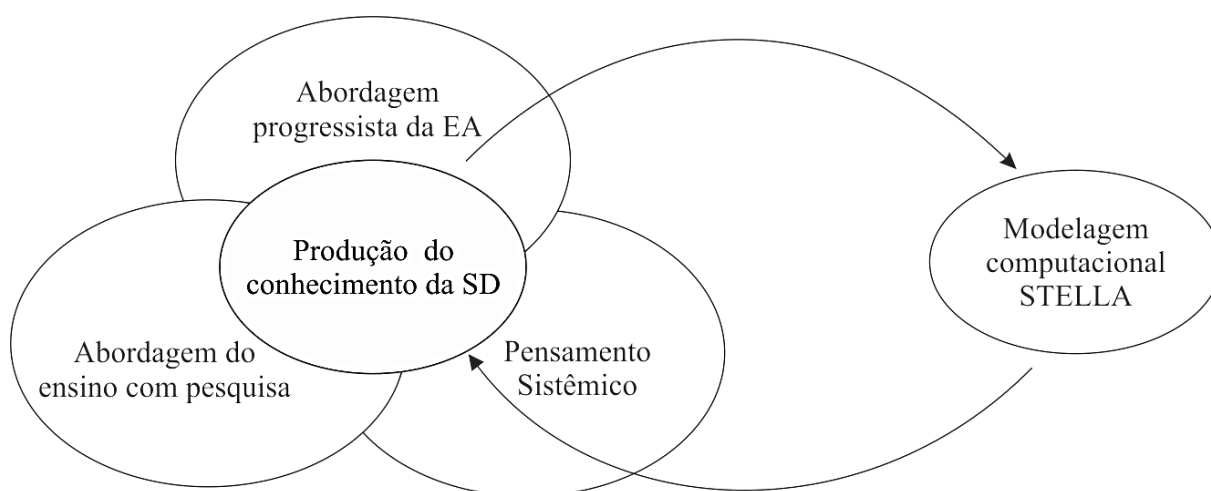 Abordagem
progressista da EA
Produção do
conhecimento da SD
Abordagem do
ensino com pesquisa
Pensamento
Sistêmico
Modelagem
computacional
STELLA